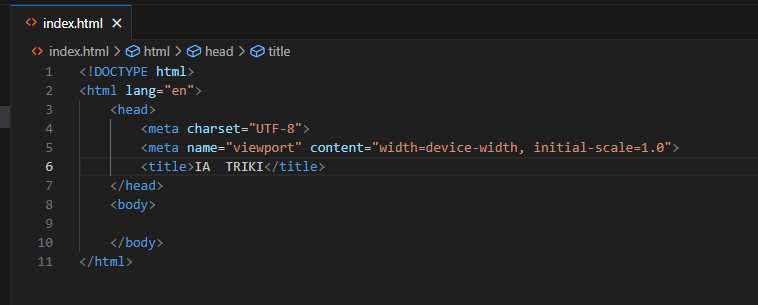 index.html
index.html > html > head > title
1 <!DOCTYPE html>
2 <html lang="en">
3     <head>
4         <meta charset="UTF-8">
5         <meta name="viewport" content="width=device-width, initial-scale=1.0">
6         <title>IA  TRIKI</title>
7     </head>
8     <body>
9
10     </body>
11 </html>